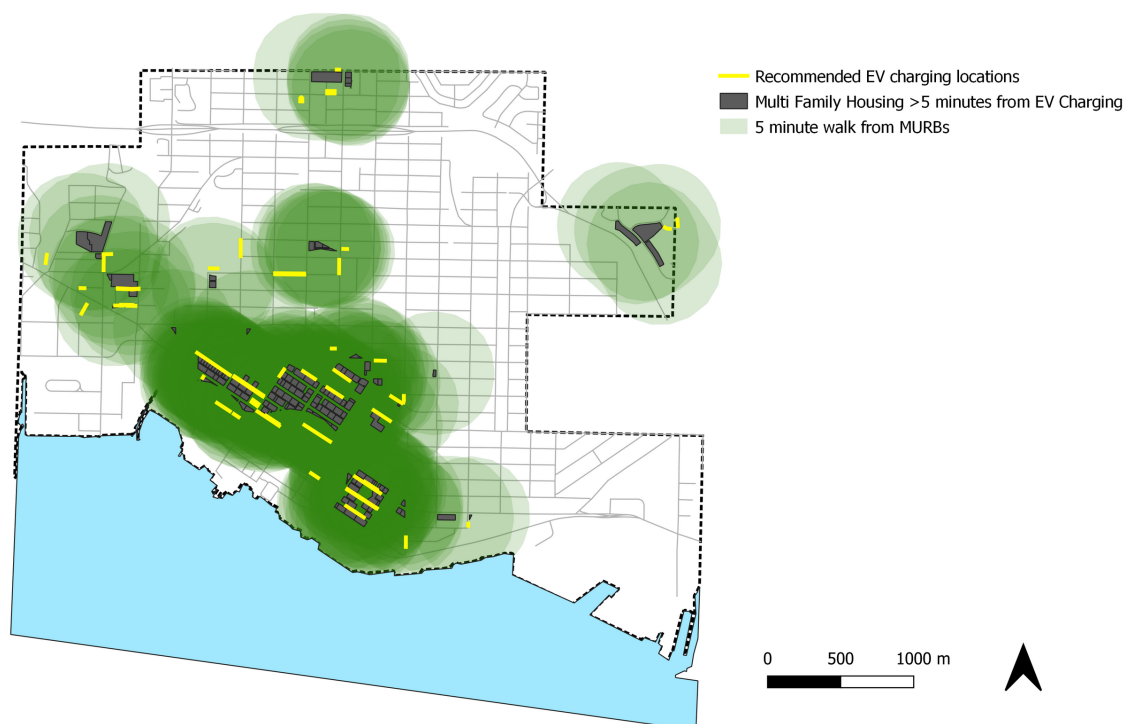 Recommended EV charging locations
Multi Family Housing >5 minutes from EV Charging
5 minute walk from MURBs
0 500 1000 m